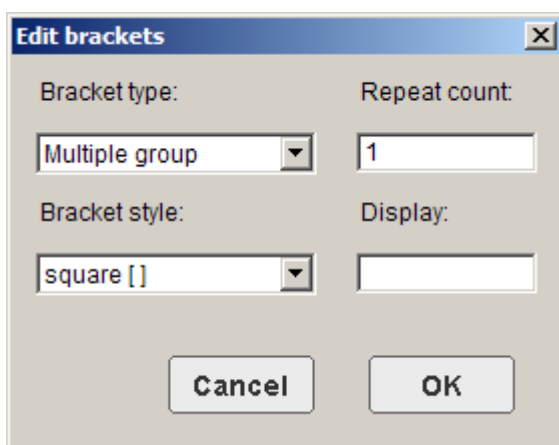 Edit brackets
Bracket type: Repeat count:
Multiple group 1
Bracket style: Display:
square [ ]
Cancel OK